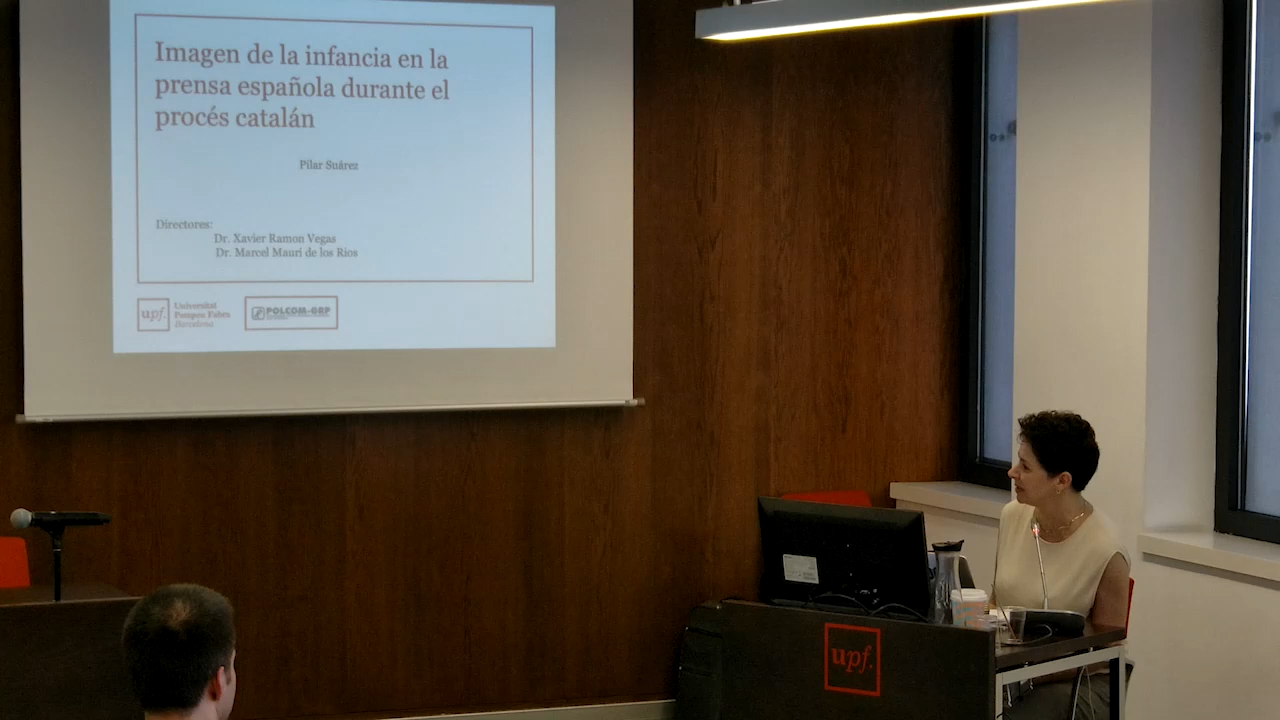 Imagen de la infancia en la
prensa española durante el
procés catalán
Pilar Suárez
Directores:
Dr. Xavier Ramon Vegas
Dr. Marcel Mauri de los Rios
upf.
Universitat
Pompeu Fabra
Barcelona
POLCOM-GRP
upf.